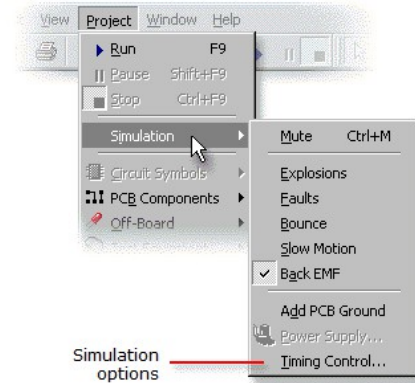 View Project Window Help
Run F9
Pause Shift+F9
Stop Ctrl+F9
Simulation
Circuit Symbols
PCB Components
Off-Board
Mute Ctrl+M
Explosions
Faults
Bounce
Slow Motion
Back EMF
Add PCB Ground
Power Supply...
Timing Control...
Simulation
options